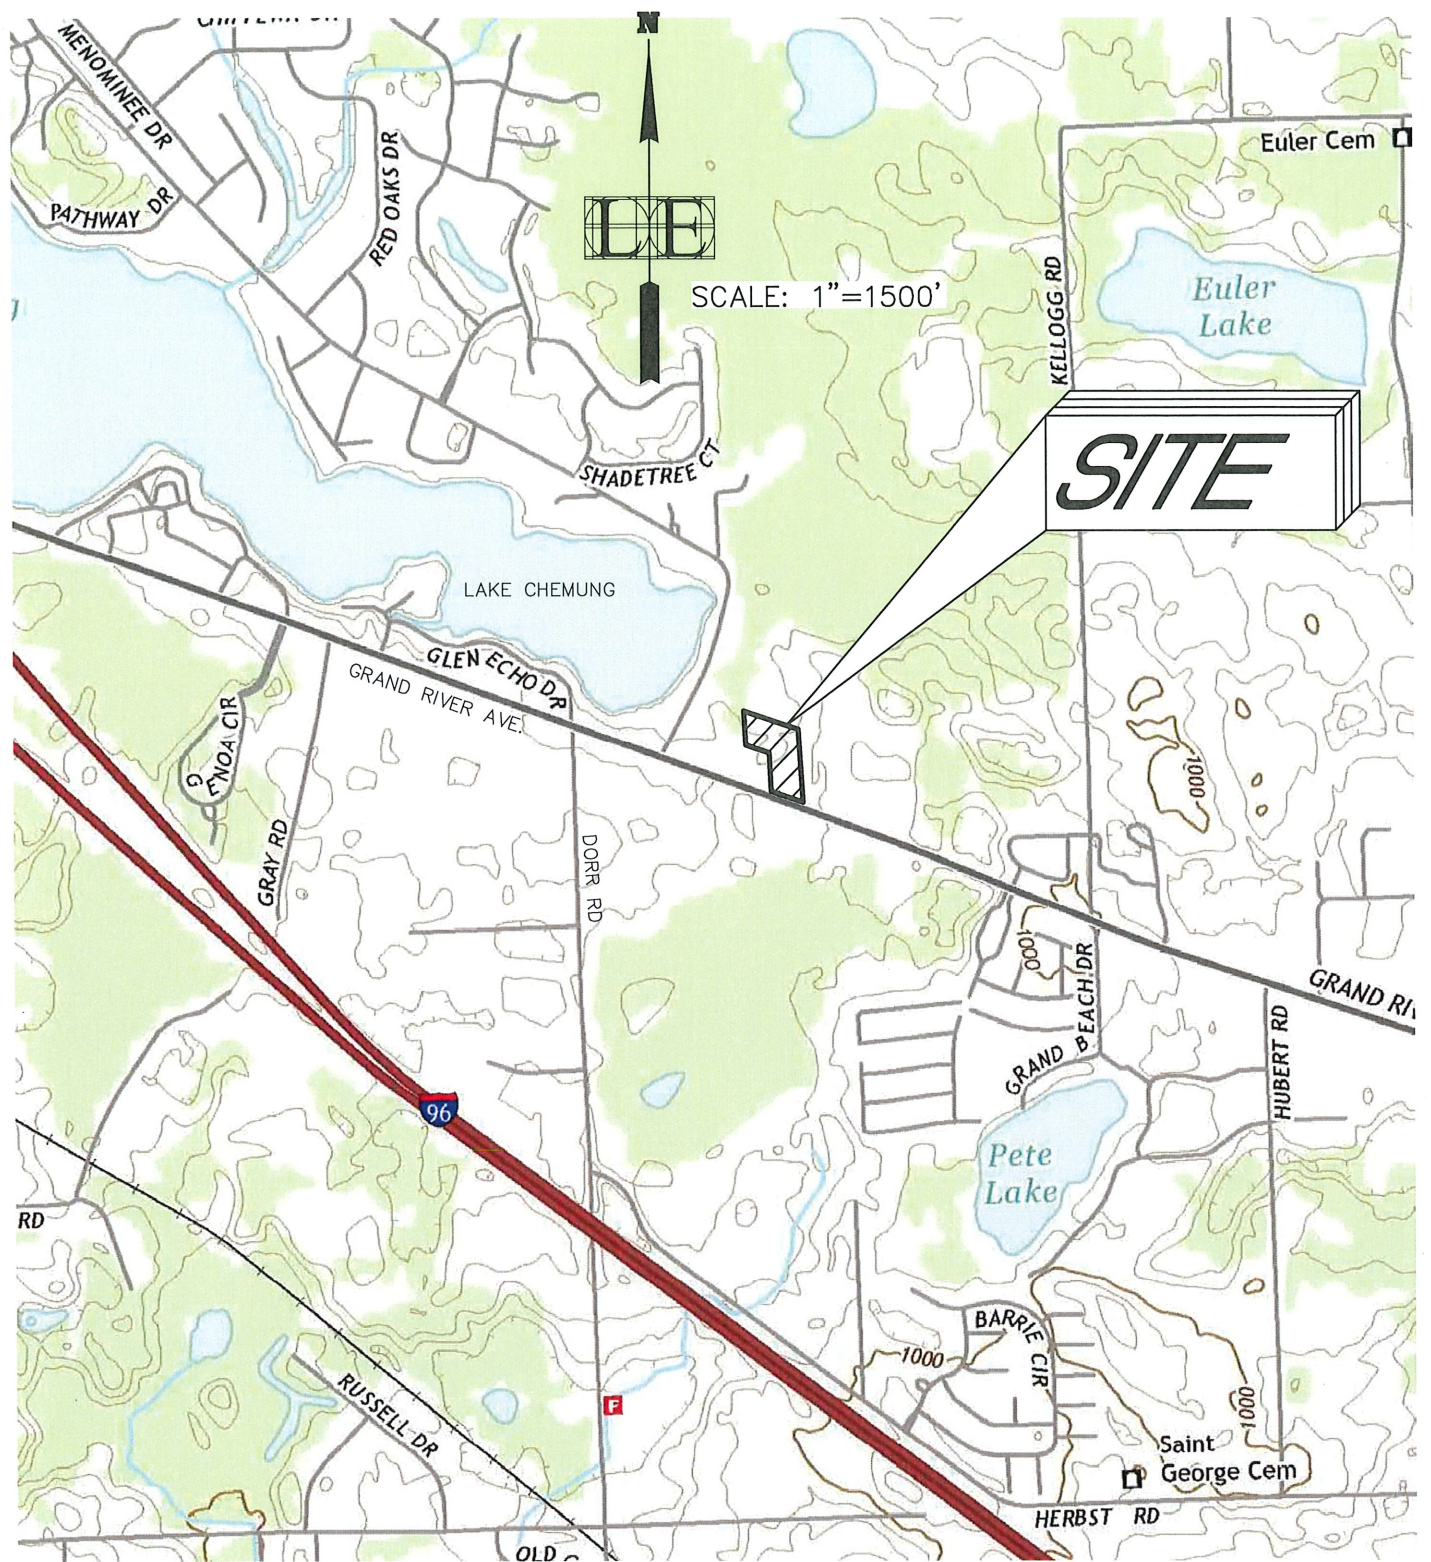 N
MENOMINEE DR
Euler Cem
PATHWAY DR
RED OAKS DR
LE
KELLOGG RD
Euler
Lake
SCALE: 1"=1500'
SITE
SHADETREE CT
LAKE CHEMUNG
GLEN ECHO DR
GRAND RIVER AVE.
GENOA CIR
1000
GRAY RD
DORR RD
1000
GRAND BEACH DR
GRAND RIV
HUBERT RD
96
Pete
Lake
RD
BARRIE CIR
1000
RUSSELL DR
F
1000
Saint
George Cem
HERBST RD
OLD